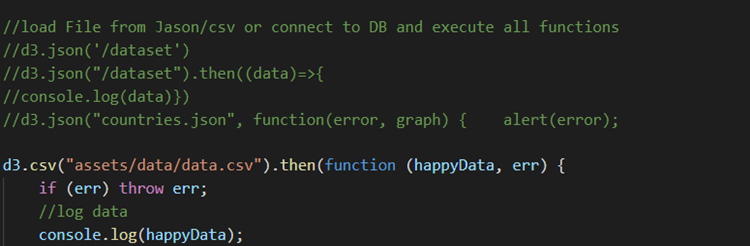 //load File from Jason/csv or connect to DB and execute all functions
//d3.json('/dataset')
//d3.json("/dataset").then((data)=>{
//console.log(data)})
//d3.json("countries.json", function(error, graph) {    alert(error);
d3.csv("assets/data/data.csv").then(function (happyData, err) {
    if (err) throw err;
    //log data
    console.log(happyData);